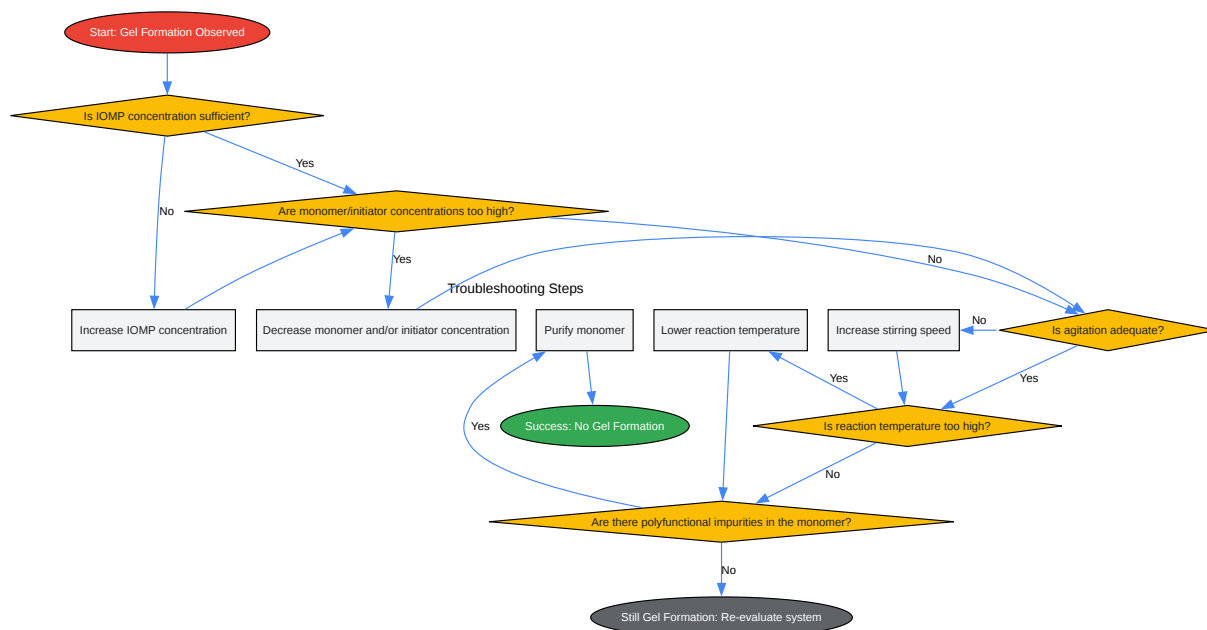 Start: Gel Formation Observed
Is IOMP concentration sufficient?
Yes
No
Are monomer/initiator concentrations too high?
Yes
No
Troubleshooting Steps
Increase IOMP concentration
Decrease monomer and/or initiator concentration
Purify monomer
Lower reaction temperature
Increase stirring speed
No
Is agitation adequate?
Yes
Yes
Success: No Gel Formation
Yes
Is reaction temperature too high?
No
Are there polyfunctional impurities in the monomer?
No
Still Gel Formation: Re-evaluate system